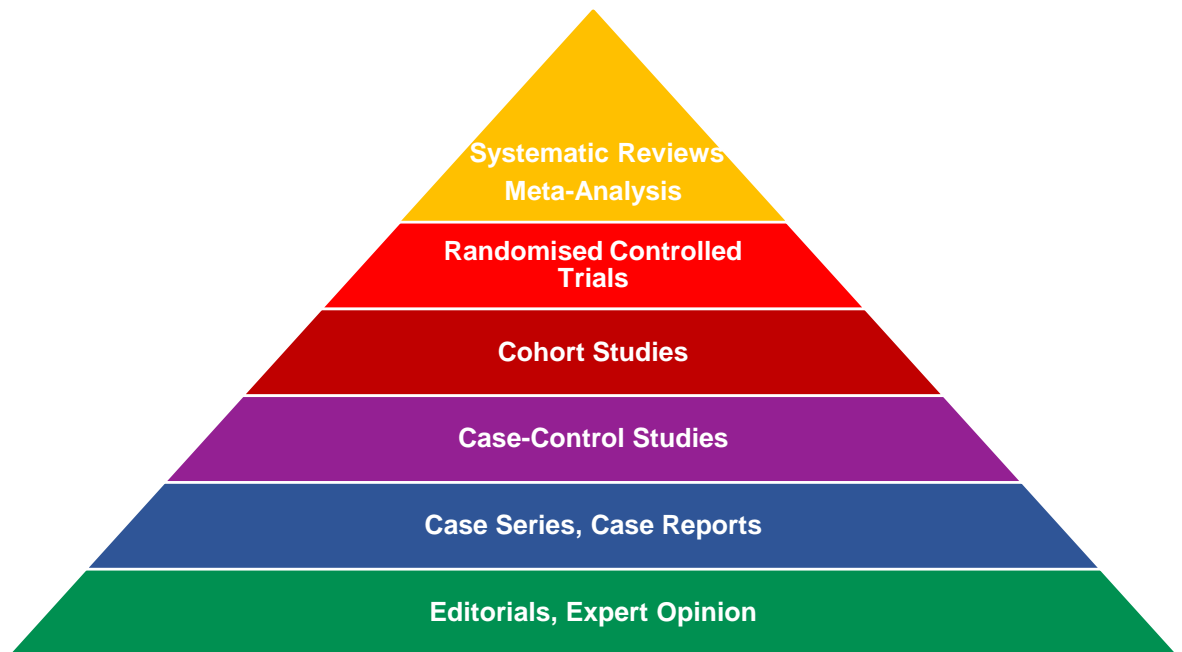 Systematic Reviews
Meta-Analysis
Randomised Controlled
Trials
Cohort Studies
Case-Control Studies
Case Series, Case Reports
Editorials, Expert Opinion